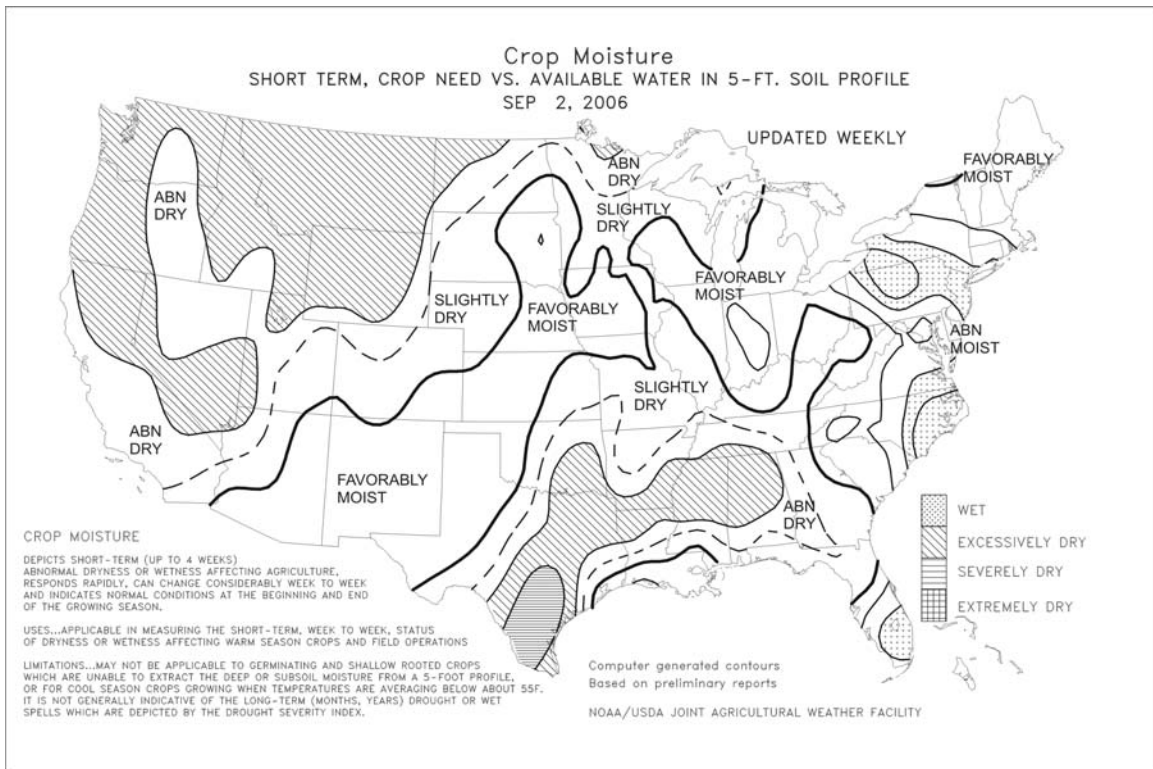 Crop Moisture
SHORT TERM, CROP NEED VS. AVAILABLE WATER IN 5-FT. SOIL PROFILE
SEP 2, 2006
UPDATED WEEKLY
ABN
DRY
FAVORABLY
MOIST
ABN
DRY
SLIGHTLY
DRY
FAVORABLY
MOIST
SLIGHTLY
DRY
FAVORABLY
MOIST
ABN
MOIST
SLIGHTLY
DRY
ABN
DRY
FAVORABLY
MOIST
ABN
DRY
WET
EXCESSIVELY DRY
SEVERELY DRY
EXTREMELY DRY
CROP MOISTURE
DEPICTS SHORT-TERM (UP TO 4 WEEKS)
ABNORMAL DRYNESS OR WETNESS AFFECTING AGRICULTURE,
RESPONDS RAPIDLY, CAN CHANGE CONSIDERABLY WEEK TO WEEK
AND INDICATES NORMAL CONDITIONS AT THE BEGINNING AND END
OF THE GROWING SEASON.
USES...APPLICABLE IN MEASURING THE SHORT-TERM, WEEK TO WEEK, STATUS
OF DRYNESS OR WETNESS AFFECTING WARM SEASON CROPS AND FIELD OPERATIONS
LIMITATIONS...MAY NOT BE APPLICABLE TO GERMINATING AND SHALLOW ROOTED CROPS
WHICH ARE UNABLE TO EXTRACT THE DEEP OR SUBSOIL MOISTURE FROM A 5-FOOT PROFILE,
OR FOR COOL SEASON CROPS GROWING WHEN TEMPERATURES ARE AVERAGING BELOW ABOUT 55F.
IT IS NOT GENERALLY INDICATIVE OF THE LONG-TERM (MONTHS, YEARS) DROUGHT OR WET
SPELLS WHICH ARE DEPICTED BY THE DROUGHT SEVERITY INDEX.
Computer generated contours
Based on preliminary reports
NOAA/USDA JOINT AGRICULTURAL WEATHER FACILITY